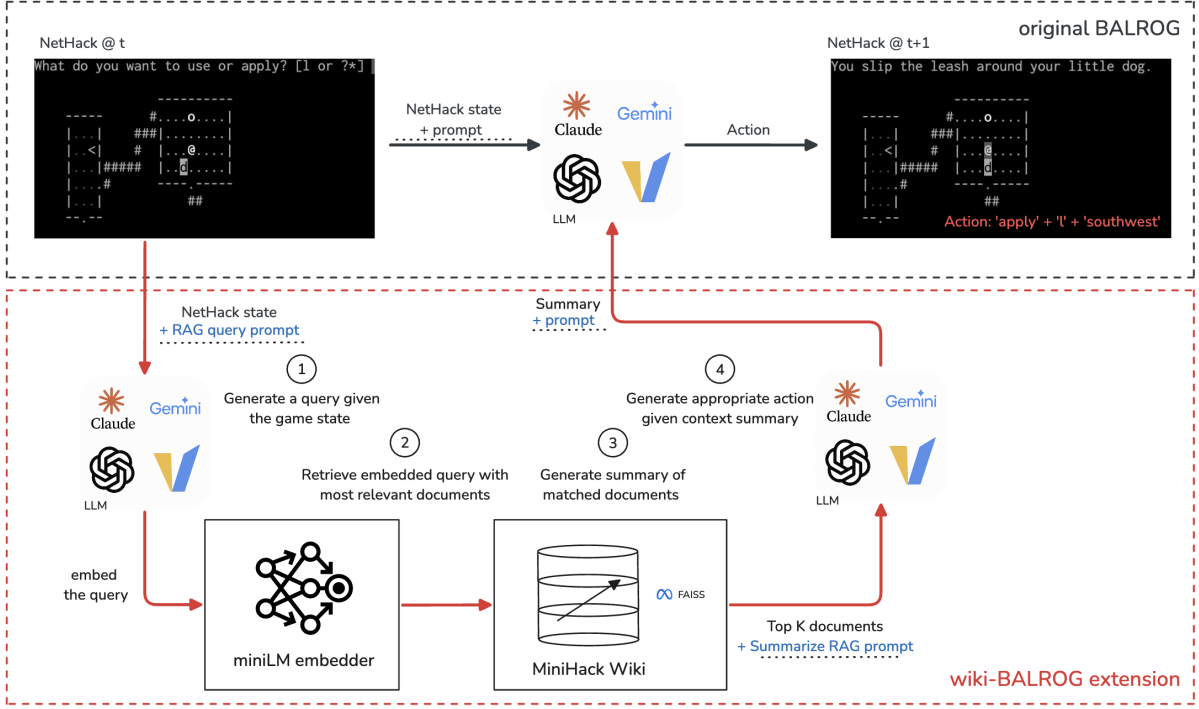 original BALROG
NetHack @ t
What do you want to use or apply? [l or ?*]
----------
-----        #|....o....|
|...|      ###|.........|
|..<|      #  |...@....|
|...|#####    |..d.....|
|....#        -----.----
|...|            ##
--.--
NetHack state
+ prompt
Claude
Gemini
LLM
Action
NetHack @ t+1
You slip the leash around your little dog.
----------
-----        #....o....|
|...|      ###|........|
|..<|      #  |...@....|
|...|#####    |...d....|
|....#        ----.----
|...|            ##
--.--
Action: 'apply' + 'l' + 'southwest'
NetHack state
+ RAG query prompt
Summary
+ prompt
1
Generate a query given
the game state
4
Generate appropriate action
given context summary
Claude
Gemini
LLM
2
Retrieve embedded query with
most relevant documents
3
Generate summary of
matched documents
Claude
Gemini
LLM
embed
the query
miniLM embedder
FAISS
MiniHack Wiki
Top K documents
+ Summarize RAG prompt
wiki-BALROG extension